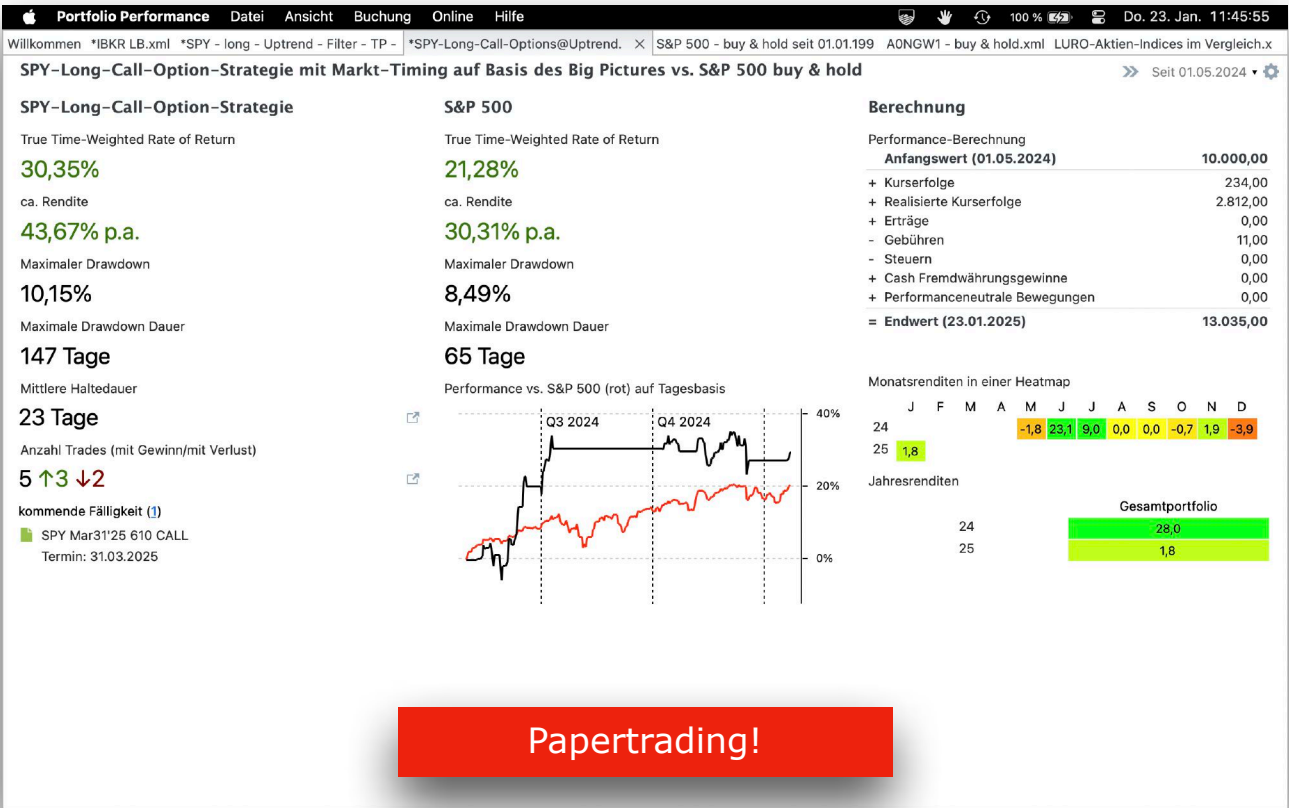 Portfolio Performance Datei Ansicht Buchung Online Hilfe 100 % Do. 23. Jan. 11:45:55
Willkommen *IBKR LB.xml *SPY - long - Uptrend - Filter - TP - *SPY-Long-Call-Options@Uptrend. × S&P 500 - buy & hold seit 01.01.199 A0NGW1 - buy & hold.xml LURO-Aktien-Indices im Vergleich.x
SPY-Long-Call-Option-Strategie mit Markt-Timing auf Basis des Big Pictures vs. S&P 500 buy & hold
Seit 01.05.2024
SPY-Long-Call-Option-Strategie
True Time-Weighted Rate of Return
30,35%
ca. Rendite
43,67% p.a.
Maximaler Drawdown
10,15%
Maximale Drawdown Dauer
147 Tage
Mittlere Haltedauer
23 Tage
Anzahl Trades (mit Gewinn/mit Verlust)
5 ↑3 ↓2
kommende Fälligkeit (1)
SPY Mar31'25 610 CALL
Termin: 31.03.2025
S&P 500
True Time-Weighted Rate of Return
21,28%
ca. Rendite
30,31% p.a.
Maximaler Drawdown
8,49%
Maximale Drawdown Dauer
65 Tage
Performance vs. S&P 500 (rot) auf Tagesbasis
Q3 2024 Q4 2024
40%
20%
0%
Berechnung
Performance-Berechnung
Anfangswert (01.05.2024) 10.000,00
+ Kurserfolge 234,00
+ Realisierte Kurserfolge 2.812,00
+ Erträge 0,00
- Gebühren 11,00
- Steuern 0,00
+ Cash Fremdwährungsgewinne 0,00
+ Performanceneutrale Bewegungen 0,00
= Endwert (23.01.2025) 13.035,00
Monatsrenditen in einer Heatmap
J F M A M J J A S O N D
24 -1,8 23,1 9,0 0,0 0,0 -0,7 1,9 -3,9
25 1,8
Jahresrenditen
Gesamtportfolio
24 28,0
25 1,8
Papertrading!